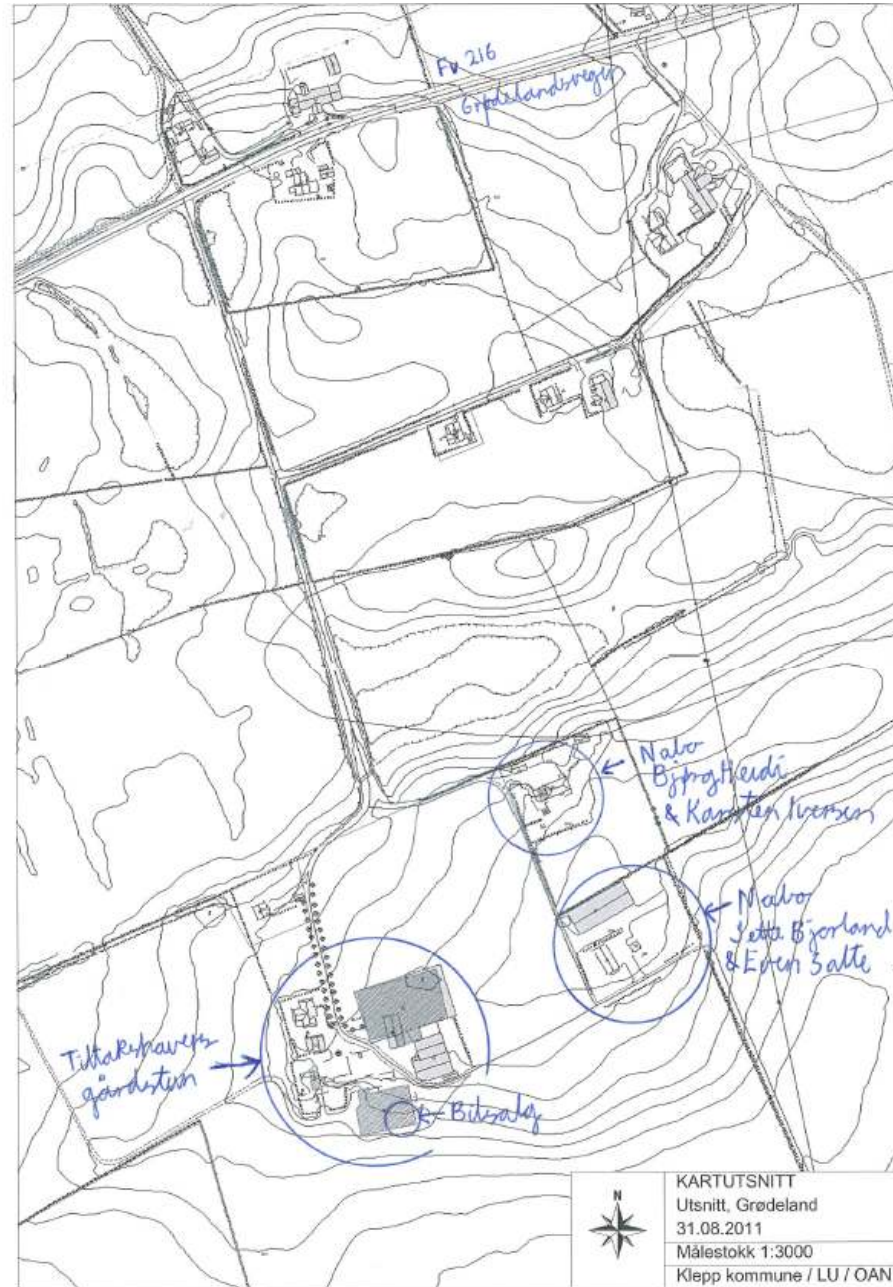 Fv 216
Grødelandsvegen
Nabo
Bjørg Heidi
& Karsten Iversen
Nabo
Jette Bjorland
& Even Salte
Tiltakshavers
gårdstun
Bilsalg
N
KARTUTSNITT
Utsnitt, Grødeland
31.08.2011
Målestokk 1:3000
Klepp kommune / LU / OAN